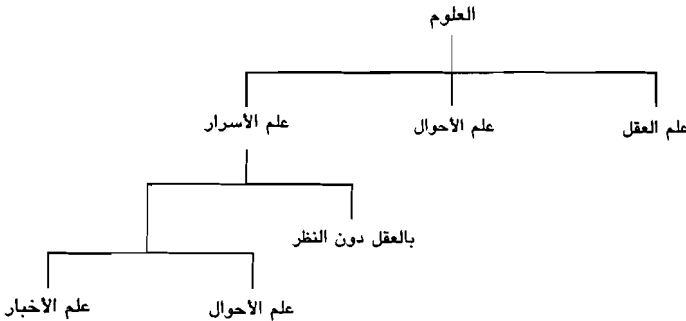 العلوم
علم العقل
علم الأحوال
علم الأسرار
بالعقل دون النظر
علم الأحوال
علم الأخبار